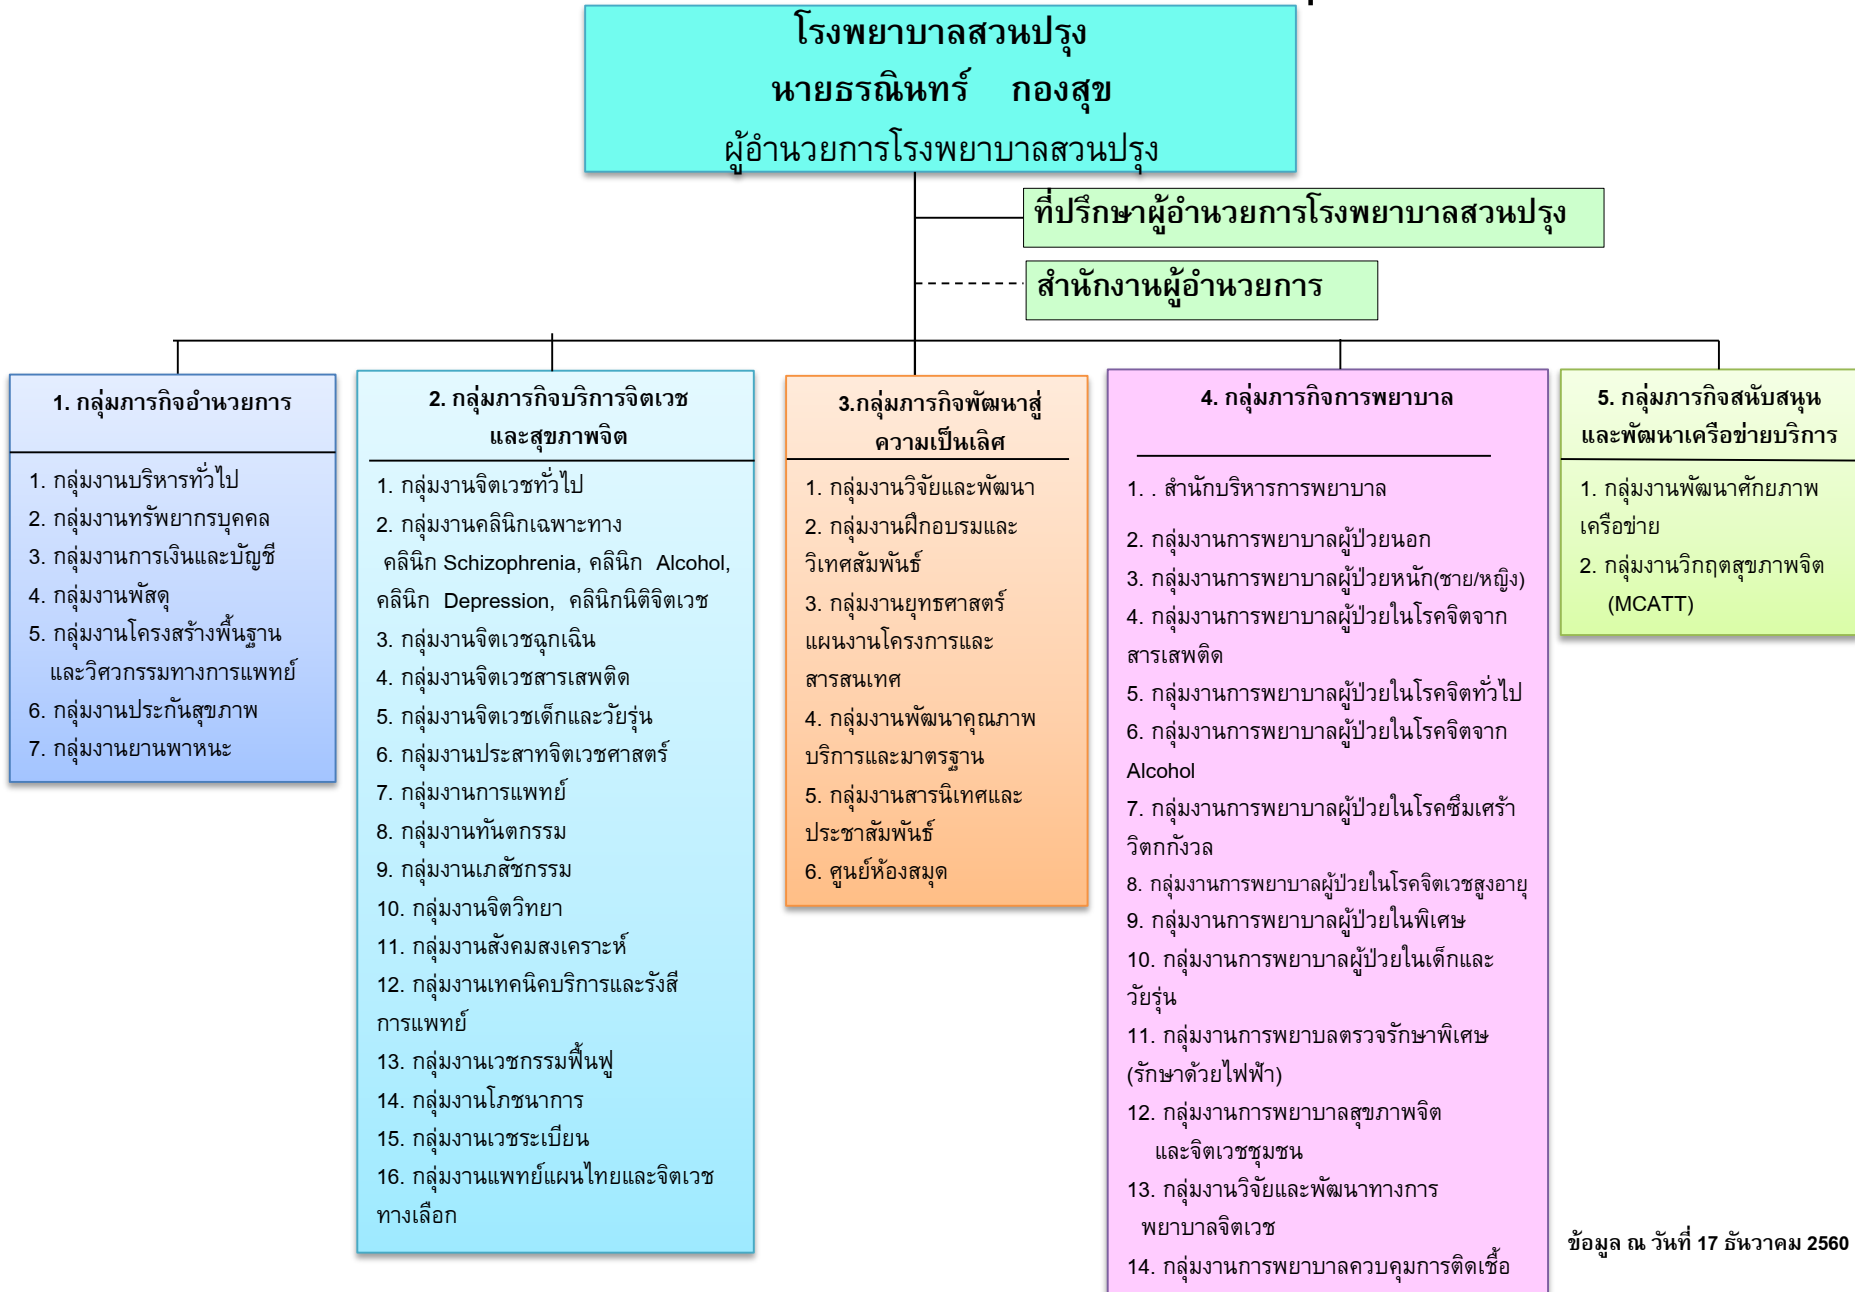 โรงพยาบาลสวนปรุง
นายธรณินทร์ กองสุข
ผู้อำนวยการโรงพยาบาลสวนปรุง
ที่ปรึกษาผู้อำนวยการโรงพยาบาลสวนปรุง
สำนักงานผู้อำนวยการ
1. กลุ่มภารกิจอำนวยการ
1. กลุ่มงานบริหารทั่วไป
2. กลุ่มงานทรัพยากรบุคคล
3. กลุ่มงานการเงินและบัญชี
4. กลุ่มงานพัสดุ
5. กลุ่มงานโครงสร้างพื้นฐาน
และวิศวกรรมทางการแพทย์
6. กลุ่มงานประกันสุขภาพ
7. กลุ่มงานยานพาหนะ
2. กลุ่มภารกิจบริการจิตเวช
และสุขภาพจิต
1. กลุ่มงานจิตเวชทั่วไป
2. กลุ่มงานคลินิกเฉพาะทาง
คลินิก Schizophrenia, คลินิก Alcohol,
คลินิก Depression, คลินิกนิติจิตเวช
3. กลุ่มงานจิตเวชฉุกเฉิน
4. กลุ่มงานจิตเวชสารเสพติด
5. กลุ่มงานจิตเวชเด็กและวัยรุ่น
6. กลุ่มงานประสาทจิตเวชศาสตร์
7. กลุ่มงานการแพทย์
8. กลุ่มงานทันตกรรม
9. กลุ่มงานเภสัชกรรม
10. กลุ่มงานจิตวิทยา
11. กลุ่มงานสังคมสงเคราะห์
12. กลุ่มงานเทคนิคบริการและรังสี
การแพทย์
13. กลุ่มงานเวชกรรมฟื้นฟู
14. กลุ่มงานโภชนาการ
15. กลุ่มงานเวชระเบียน
16. กลุ่มงานแพทย์แผนไทยและจิตเวช
ทางเลือก
3.กลุ่มภารกิจพัฒนาสู่
ความเป็นเลิศ
1. กลุ่มงานวิจัยและพัฒนา
2. กลุ่มงานฝึกอบรมและ
วิเทศสัมพันธ์
3. กลุ่มงานยุทธศาสตร์
แผนงานโครงการและ
สารสนเทศ
4. กลุ่มงานพัฒนาคุณภาพ
บริการและมาตรฐาน
5. กลุ่มงานสารนิเทศและ
ประชาสัมพันธ์
6. ศูนย์ห้องสมุด
4. กลุ่มภารกิจการพยาบาล
1. . สำนักบริหารการพยาบาล
2. กลุ่มงานการพยาบาลผู้ป่วยนอก
3. กลุ่มงานการพยาบาลผู้ป่วยหนัก(ชาย/หญิง)
4. กลุ่มงานการพยาบาลผู้ป่วยในโรคจิตจาก
สารเสพติด
5. กลุ่มงานการพยาบาลผู้ป่วยในโรคจิตทั่วไป
6. กลุ่มงานการพยาบาลผู้ป่วยในโรคจิตจาก
Alcohol
7. กลุ่มงานการพยาบาลผู้ป่วยในโรคซึมเศร้า
วิตกกังวล
8. กลุ่มงานการพยาบาลผู้ป่วยในโรคจิตเวชสูงอายุ
9. กลุ่มงานการพยาบาลผู้ป่วยในพิเศษ
10. กลุ่มงานการพยาบาลผู้ป่วยในเด็กและ
วัยรุ่น
11. กลุ่มงานการพยาบลตรวจรักษาพิเศษ
(รักษาด้วยไฟฟ้า)
12. กลุ่มงานการพยาบาลสุขภาพจิต
และจิตเวชชุมชน
13. กลุ่มงานวิจัยและพัฒนาทางการ
พยาบาลจิตเวช
14. กลุ่มงานการพยาบาลควบคุมการติดเชื้อ
5. กลุ่มภารกิจสนับสนุน
และพัฒนาเครือข่ายบริการ
1. กลุ่มงานพัฒนาศักยภาพ
เครือข่าย
2. กลุ่มงานวิกฤตสุขภาพจิต
(MCATT)
ข้อมูล ณ วันที่ 17 ธันวาคม 2560